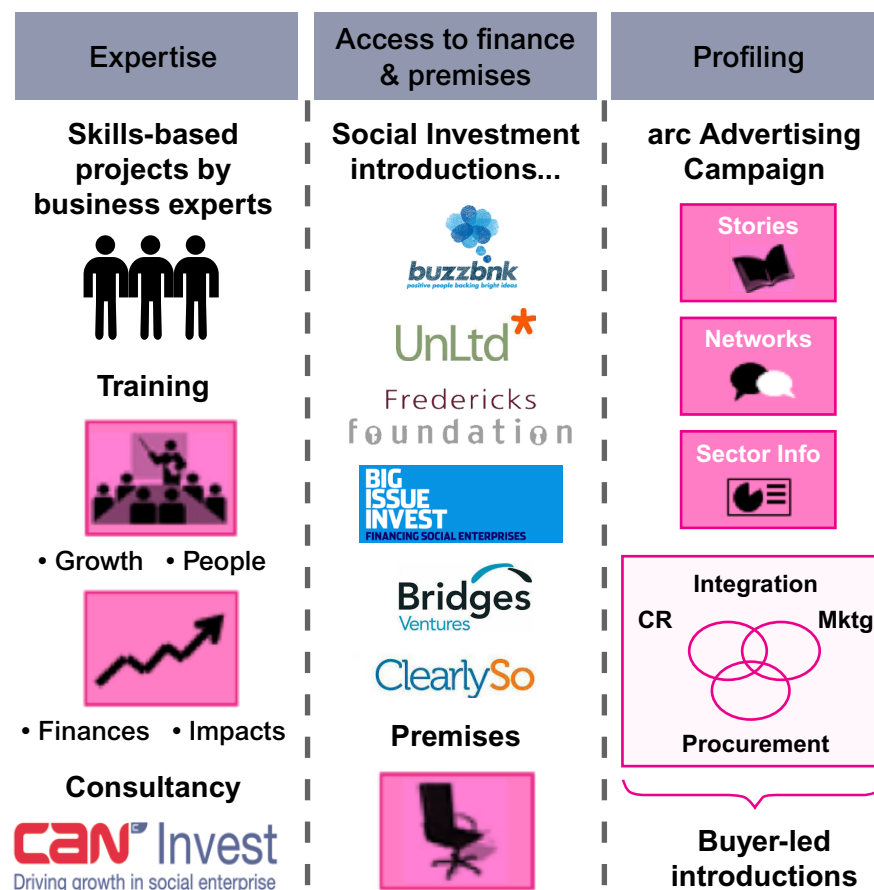 Expertise
Skills-based
projects by
business experts
Training
• Growth • People
• Finances • Impacts
Consultancy
CAN Invest
Driving growth in social enterprise
Access to finance
& premises
Social Investment
introductions...
buzzbnk
positive people backing bright ideas
UnLtd*
Fredericks
foundation
BIG
ISSUE
INVEST
FINANCING SOCIAL ENTERPRISES
Bridges
Ventures
ClearlySo
Premises
Profiling
arc Advertising
Campaign
Stories
Networks
Sector Info
Integration
CR Mktg
Procurement
Buyer-led
introductions